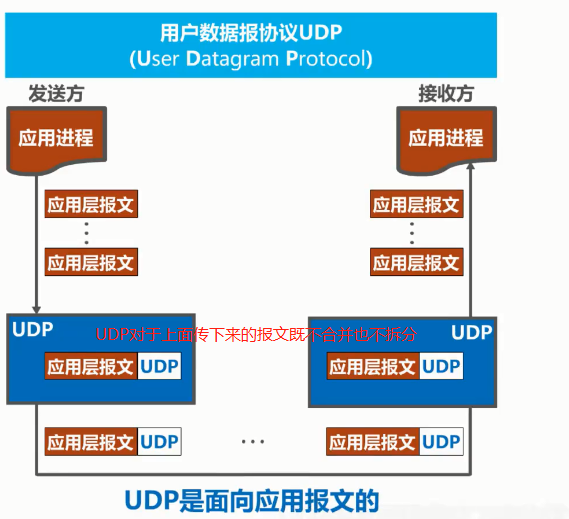 用户数据报协议UDP
(User Datagram Protocol)
发送方
接收方
应用进程
应用进程
应用层报文
应用层报文
应用层报文
应用层报文
UDP
UDP对于上面传下来的报文既不合并也不拆分
UDP
应用层报文 UDP
应用层报文 UDP
应用层报文 UDP
...
应用层报文 UDP
UDP是面向应用报文的